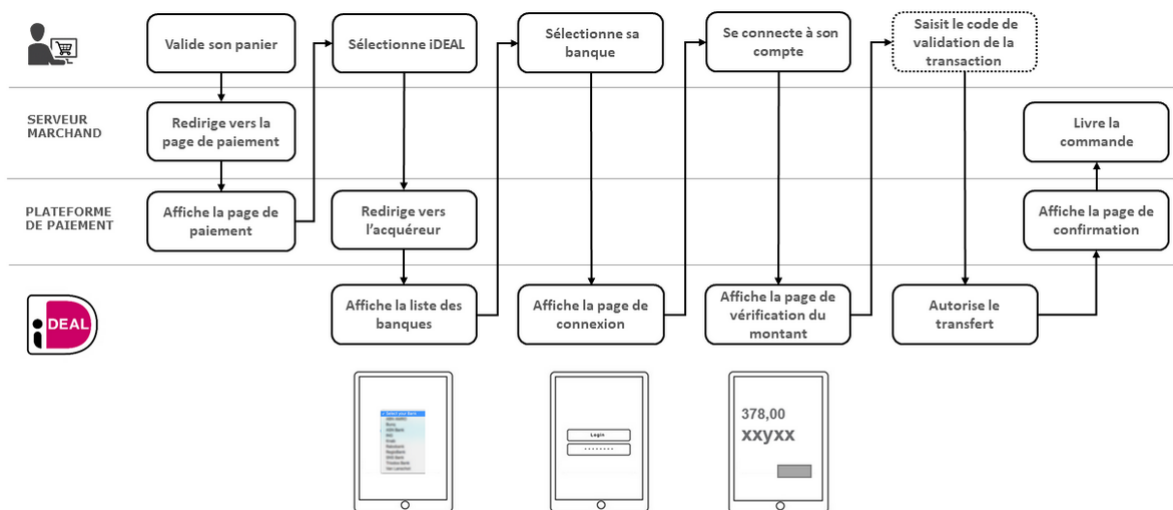 Valide son panier
Sélectionne iDEAL
Sélectionne sa
banque
Se connecte à son
compte
Saisit le code de
validation de la
transaction
SERVEUR
MARCHAND
Redirige vers la
page de paiement
Livre la
commande
PLATEFORME
DE PAIEMENT
Affiche la page de
paiement
Redirige vers
l’acquéreur
Affiche la page de
confirmation
iDEAL
Affiche la liste des
banques
Affiche la page de
connexion
Affiche la page de
vérification du
montant
Autorise le
transfert
Select your Bank
Login
378,00
xxyxx